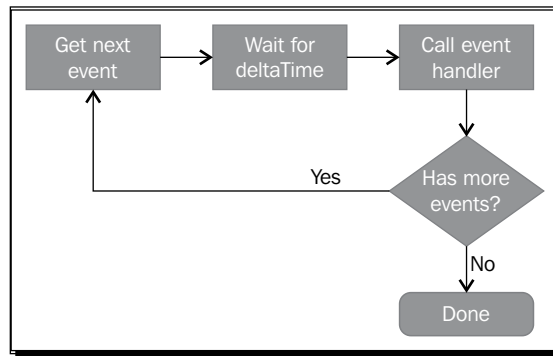 Get next
event
Wait for
deltaTime
Call event
handler
Has more
events?
Yes
No
Done